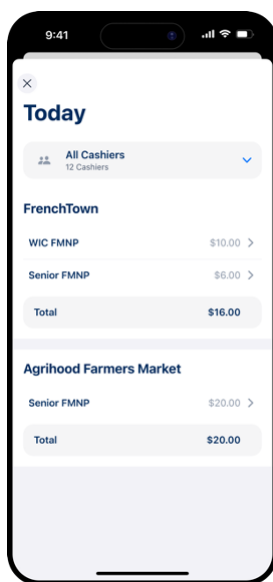 9:41
Today
All Cashiers
12 Cashiers
FrenchTown
WIC FMNP $10.00
Senior FMNP $6.00
Total $16.00
Agrihood Farmers Market
Senior FMNP $20.00
Total $20.00